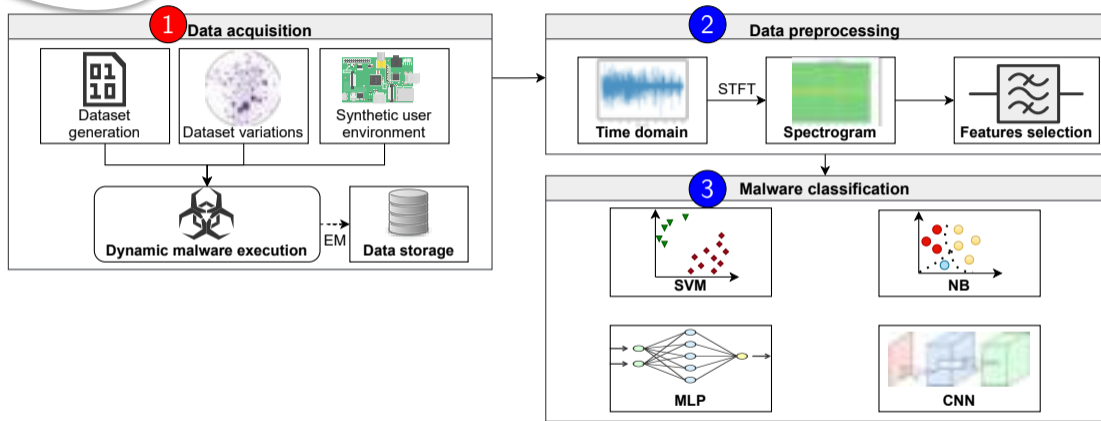 1
Data acquisition
01
10
Dataset
generation
Dataset variations
Synthetic user
environment
Dynamic malware execution
EM
Data storage
2
Data preprocessing
Time domain
STFT
Spectrogram
Features selection
3
Malware classification
SVM
NB
MLP
CNN